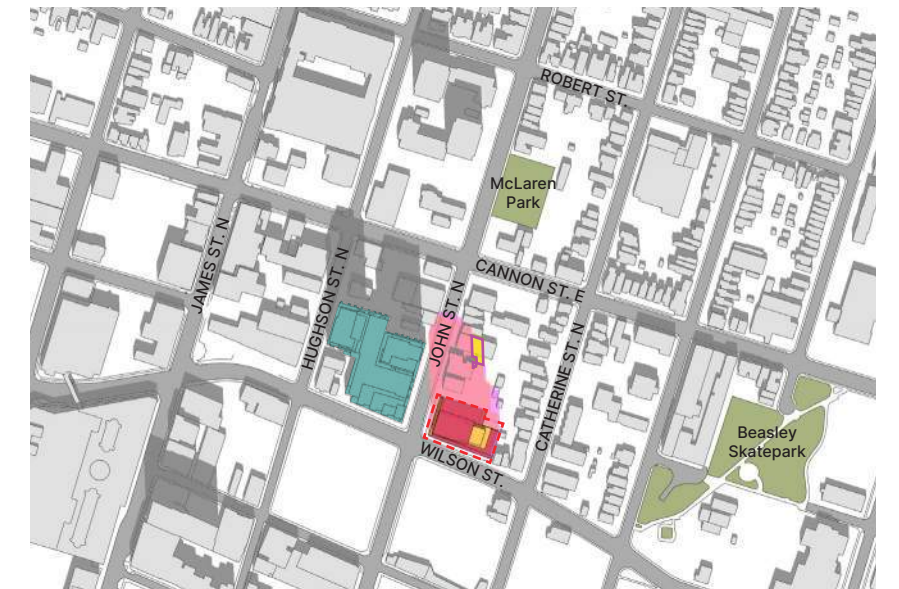 ROBERT ST.
McLaren
Park
JAMES ST. N
HUGHSON ST. N
JOHN ST. N
CANNON ST. E
CATHERINE ST. N
Beasley
Skatepark
WILSON ST.